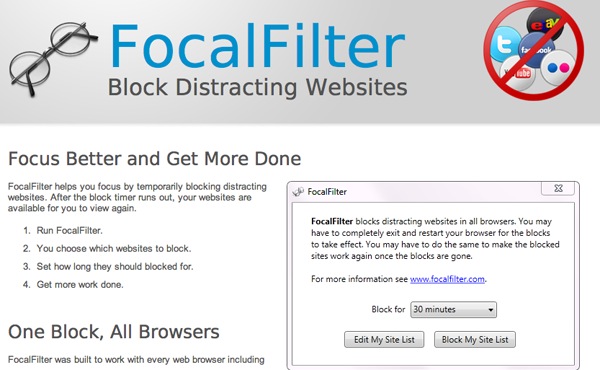 FocalFilter
Block Distracting Websites
ebay
facebook
You
Tube
Focus Better and Get More Done
FocalFilter helps you focus by temporarily blocking distracting
websites. After the block timer runs out, your websites are
available for you to view again.
1. Run FocalFilter.
2. You choose which websites to block.
3. Set how long they should blocked for.
4. Get more work done.
One Block, All Browsers
FocalFilter was built to work with every web browser including
FocalFilter
FocalFilter blocks distracting websites in all browsers. You may
have to completely exit and restart your browser for the blocks
to take effect. You may have to do the same to make the blocked
sites work again once the blocks are gone.
For more information see www.focalfilter.com.
Block for 30 minutes
Edit My Site List Block My Site List